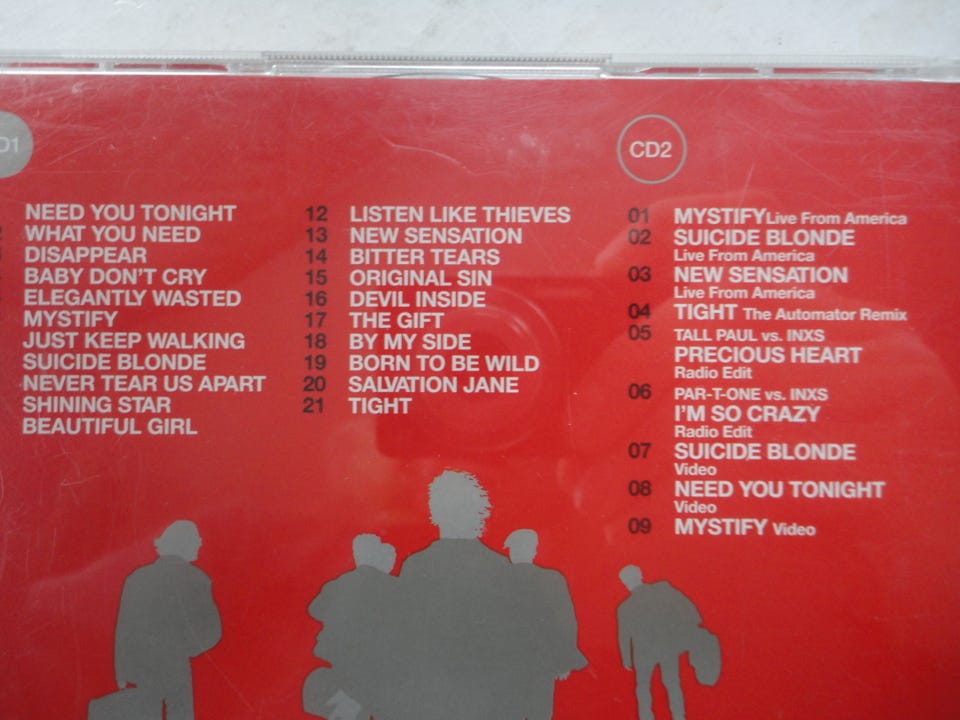 D1
NEED YOU TONIGHT
WHAT YOU NEED
DISAPPEAR
BABY DON'T CRY
ELEGANTLY WASTED
MYSTIFY
JUST KEEP WALKING
SUICIDE BLONDE
NEVER TEAR US APART
SHINING STAR
BEAUTIFUL GIRL
12 LISTEN LIKE THIEVES
13 NEW SENSATION
14 BITTER TEARS
15 ORIGINAL SIN
16 DEVIL INSIDE
17 THE GIFT
18 BY MY SIDE
19 BORN TO BE WILD
20 SALVATION JANE
21 TIGHT
CD2
01 MYSTIFY Live From America
02 SUICIDE BLONDE
Live From America
03 NEW SENSATION
Live From America
04 TIGHT The Automator Remix
05 TALL PAUL vs. INXS
PRECIOUS HEART
Radio Edit
06 PAR-T-ONE vs. INXS
I'M SO CRAZY
Radio Edit
07 SUICIDE BLONDE
Video
08 NEED YOU TONIGHT
Video
09 MYSTIFY Video